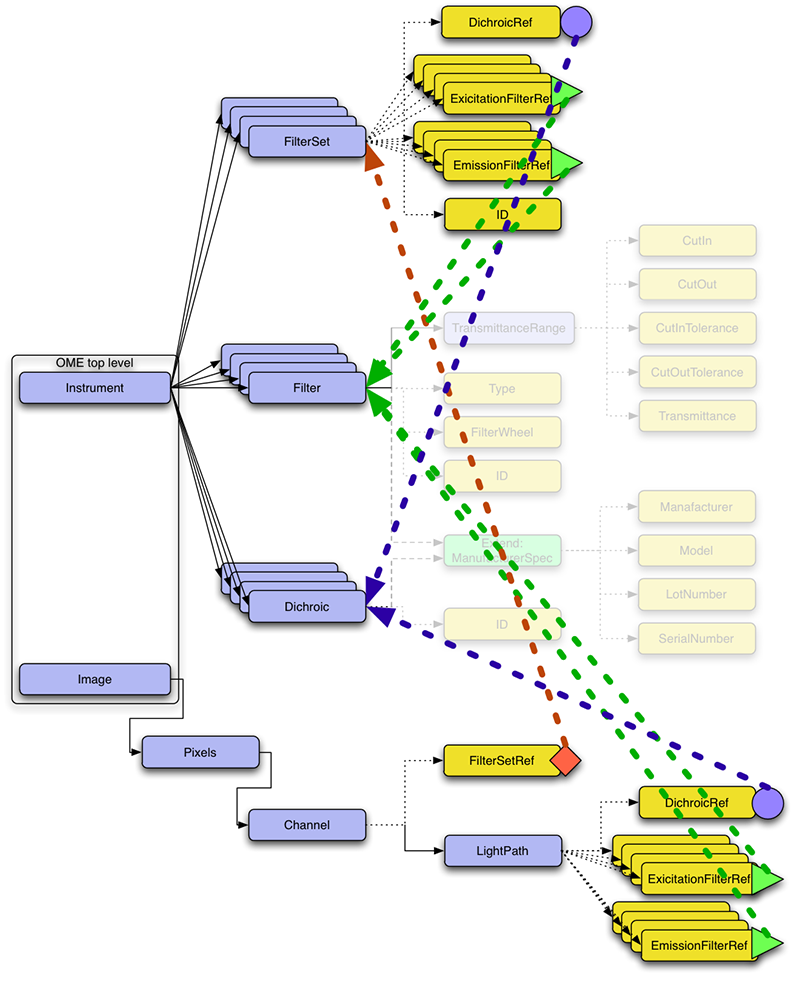 DichroicRef
ExicitationFilterRef
FilterSet
EmissionFilterRef
ID
CutIn
CutOut
TransmittanceRange
CutInTolerance
OME top level
CutOutTolerance
Instrument
Filter
Type
Transmittance
FilterWheel
ID
Manafacturer
Extend:
ManufacturerSpec
Model
LotNumber
Dichroic
ID
SerialNumber
Image
Pixels
FilterSetRef
DichroicRef
Channel
LightPath
ExicitationFilterRef
EmissionFilterRef